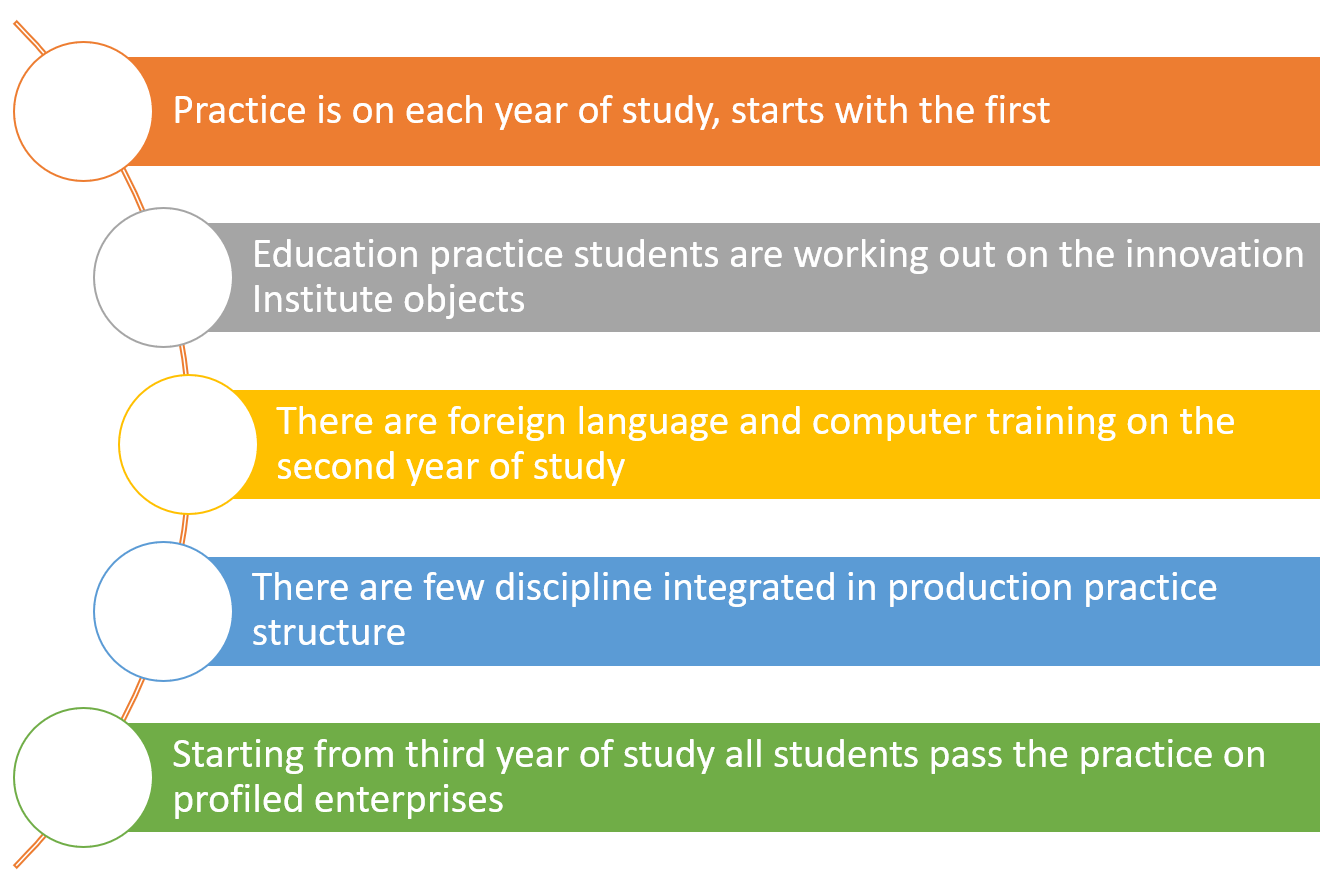 Practice is on each year of study, starts with the first
Education practice students are working out on the innovation
Institute objects
There are foreign language and computer training on the
second year of study
There are few discipline integrated in production practice
structure
Starting from third year of study all students pass the practice on
profiled enterprises